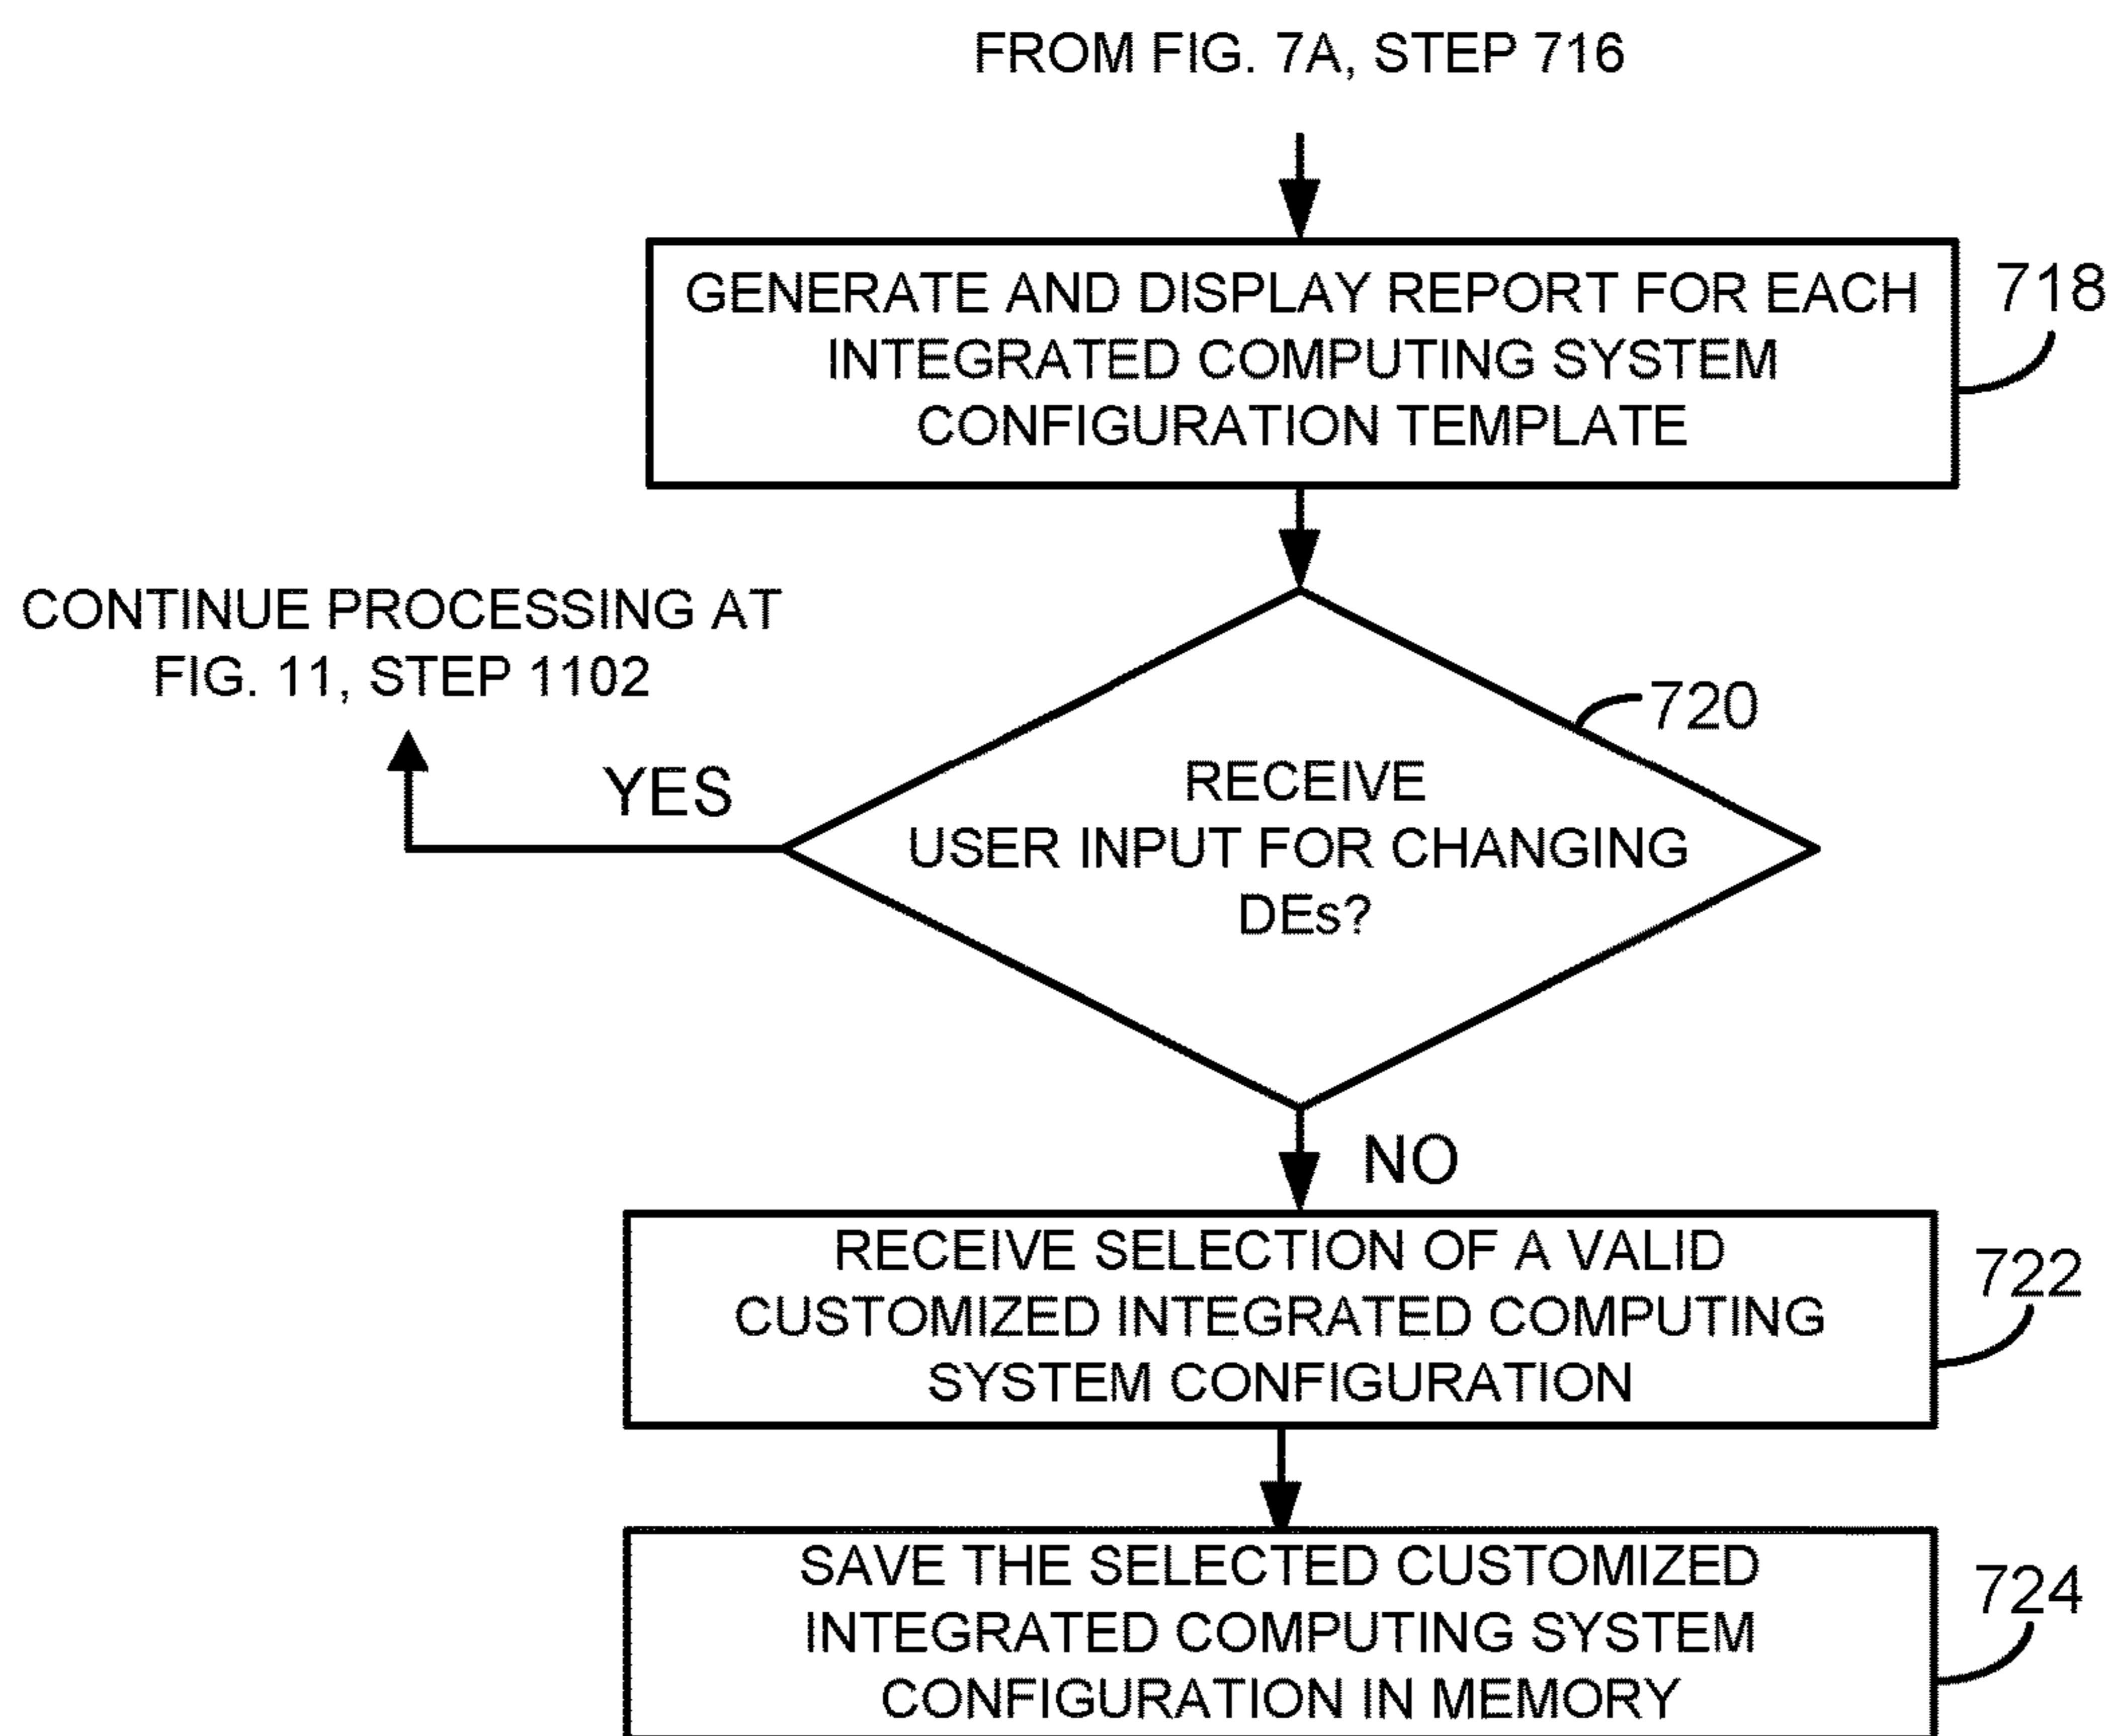 FROM FIG. 7A, STEP 716
GENERATE AND DISPLAY REPORT FOR EACH
INTEGRATED COMPUTING SYSTEM
CONFIGURATION TEMPLATE
718
CONTINUE PROCESSING AT
FIG. 11, STEP 1102
720
YES
RECEIVE
USER INPUT FOR CHANGING
DEs?
NO
RECEIVE SELECTION OF A VALID
CUSTOMIZED INTEGRATED COMPUTING
SYSTEM CONFIGURATION
722
SAVE THE SELECTED CUSTOMIZED
INTEGRATED COMPUTING SYSTEM
CONFIGURATION IN MEMORY
724